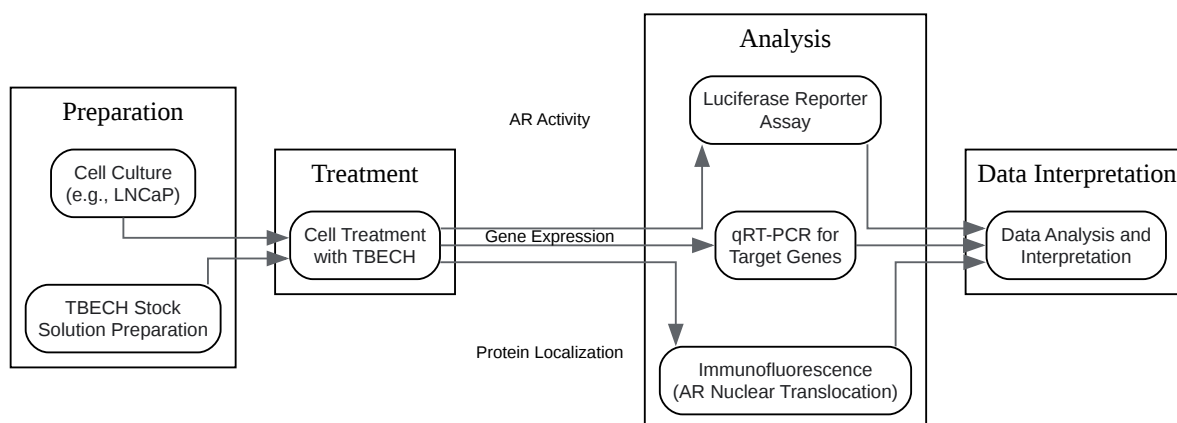 Preparation
Cell Culture
(e.g., LNCaP)
TBECH Stock
Solution Preparation
Treatment
Cell Treatment
with TBECH
AR Activity
Gene Expression
Protein Localization
Analysis
Luciferase Reporter
Assay
qRT-PCR for
Target Genes
Immunofluorescence
(AR Nuclear Translocation)
Data Interpretation
Data Analysis and
Interpretation